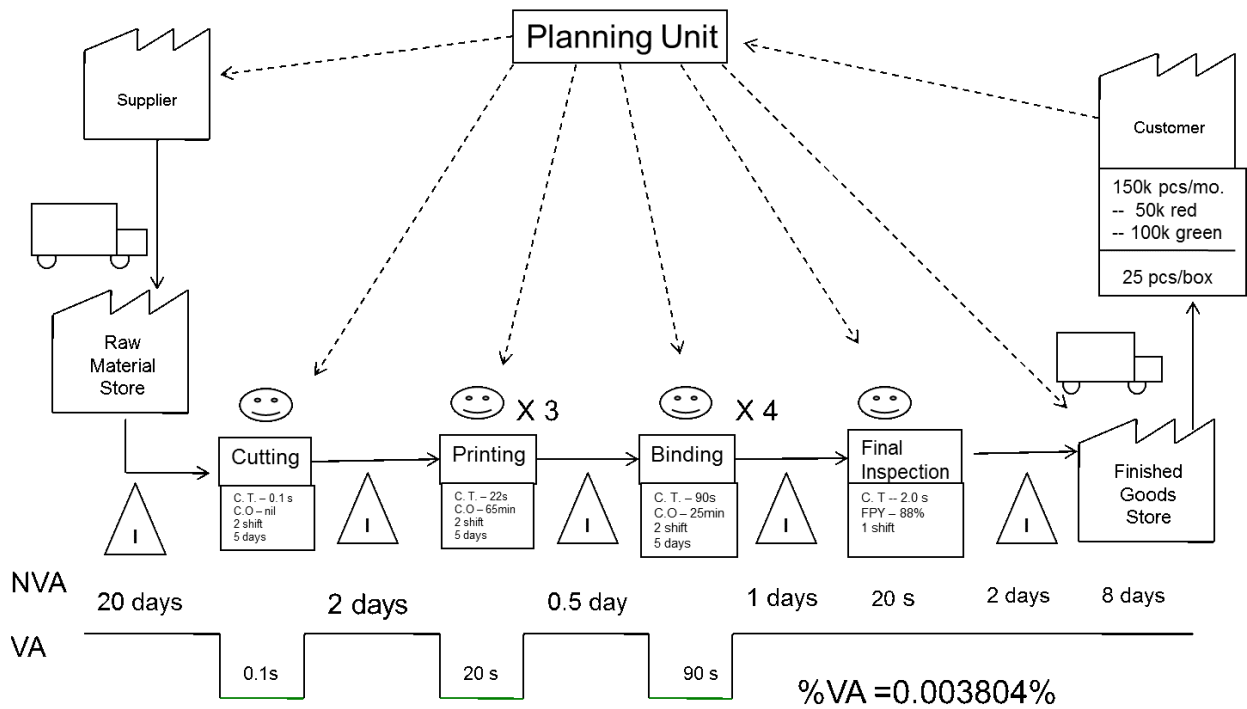 Planning Unit
Supplier
Customer
150k pcs/mo.
-- 50k red
-- 100k green
25 pcs/box
Raw
Material
Store
X 3
X 4
Cutting
C. T. – 0.1 s
C.O – nil
2 shift
5 days
Printing
C. T. – 22s
C.O – 65min
2 shift
5 days
Binding
C. T. – 90s
C.O – 25min
2 shift
5 days
Final
Inspection
C. T -- 2.0 s
FPY – 88%
1 shift
Finished
Goods
Store
I
I
I
I
I
NVA
20 days
2 days
0.5 day
1 days
20 s
2 days
8 days
VA
0.1s
20 s
90 s
%VA =0.003804%